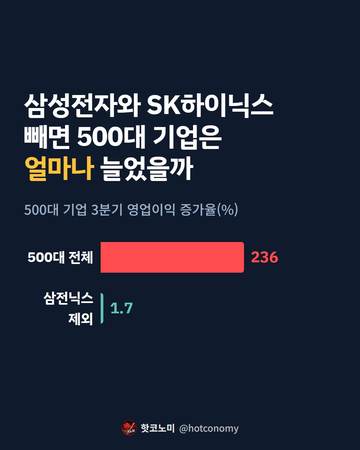 삼성전자와 SK하이닉스
빼면 500대 기업은
얼마나 늘었을까
500대 기업 3분기 영업이익 증가율(%)
500대 전체 236
삼전닉스
제외 1.7
핫코노미 @hotconomy